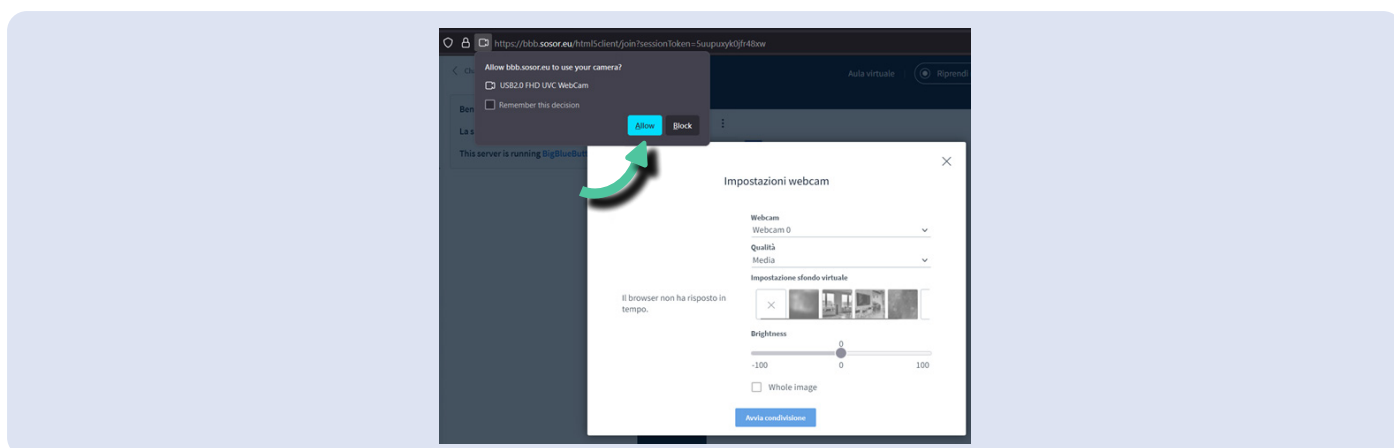 https://bbb.sosor.eu/html5client/join?sessionToken=5uupuxyk0jfr48xw
Allow bbb.sosor.eu to use your camera?
USB2.0 FHD UVC WebCam
Remember this decision
Allow
Block
Aula virtuale
Riprendi
Ben
La s
This server is running BigBlueButt
Impostazioni webcam
Webcam
Webcam 0
Qualità
Media
Impostazione sfondo virtuale
Il browser non ha risposto in
tempo.
Brightness
0
-100 0 100
Whole image
Avvia condivisione